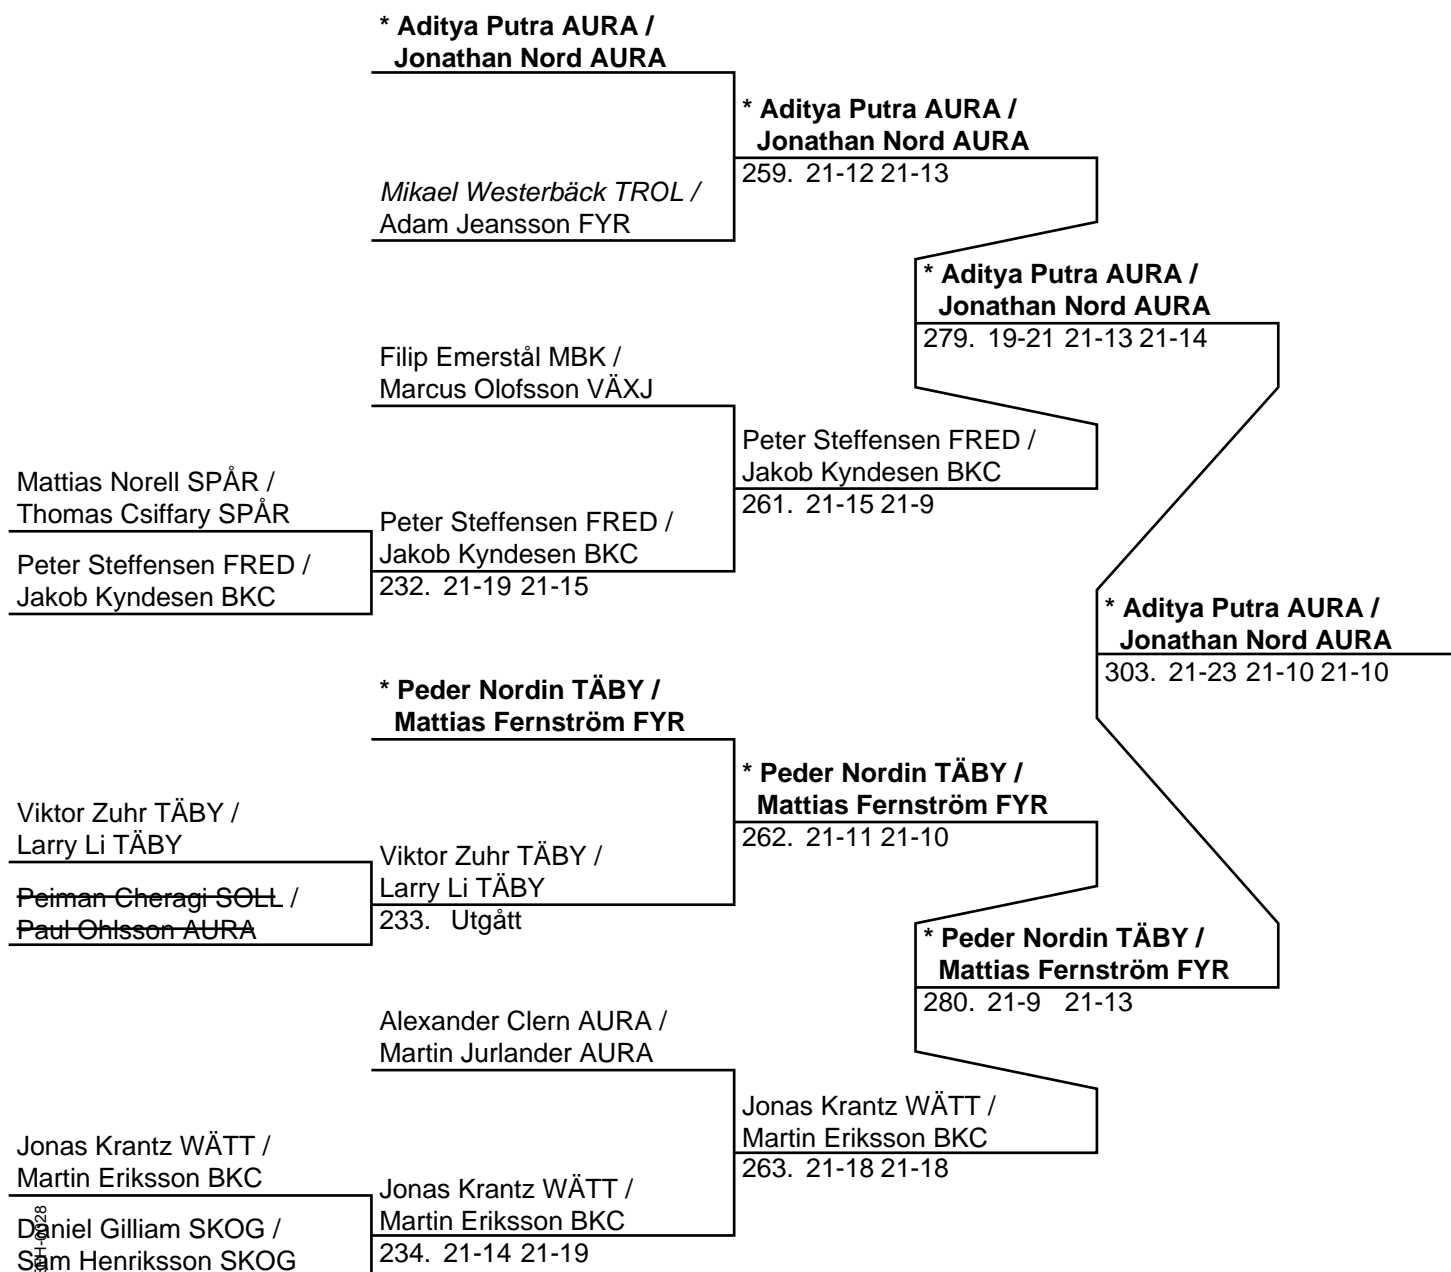 * Aditya Putra AURA /
Jonathan Nord AURA
* Aditya Putra AURA /
Jonathan Nord AURA
259. 21-12 21-13
Mikael Westerbäck TROL /
Adam Jeansson FYR
* Aditya Putra AURA /
Jonathan Nord AURA
279. 19-21 21-13 21-14
Filip Emerstål MBK /
Marcus Olofsson VÄXJ
Peter Steffensen FRED /
Jakob Kyndesen BKC
261. 21-15 21-9
Mattias Norell SPÅR /
Thomas Csiffary SPÅR
Peter Steffensen FRED /
Jakob Kyndesen BKC
232. 21-19 21-15
Peter Steffensen FRED /
Jakob Kyndesen BKC
* Aditya Putra AURA /
Jonathan Nord AURA
303. 21-23 21-10 21-10
* Peder Nordin TÄBY /
Mattias Fernström FYR
* Peder Nordin TÄBY /
Mattias Fernström FYR
262. 21-11 21-10
Viktor Zuhr TÄBY /
Larry Li TÄBY
Viktor Zuhr TÄBY /
Larry Li TÄBY
233. Utgått
Peiman Cheragi SOLL /
Paul Ohlsson AURA
* Peder Nordin TÄBY /
Mattias Fernström FYR
280. 21-9 21-13
Alexander Clern AURA /
Martin Jurlander AURA
Jonas Krantz WÄTT /
Martin Eriksson BKC
263. 21-18 21-18
Jonas Krantz WÄTT /
Martin Eriksson BKC
Jonas Krantz WÄTT /
Martin Eriksson BKC
234. 21-14 21-19
Daniel Gilliam SKOG /
Sam Henriksson SKOG